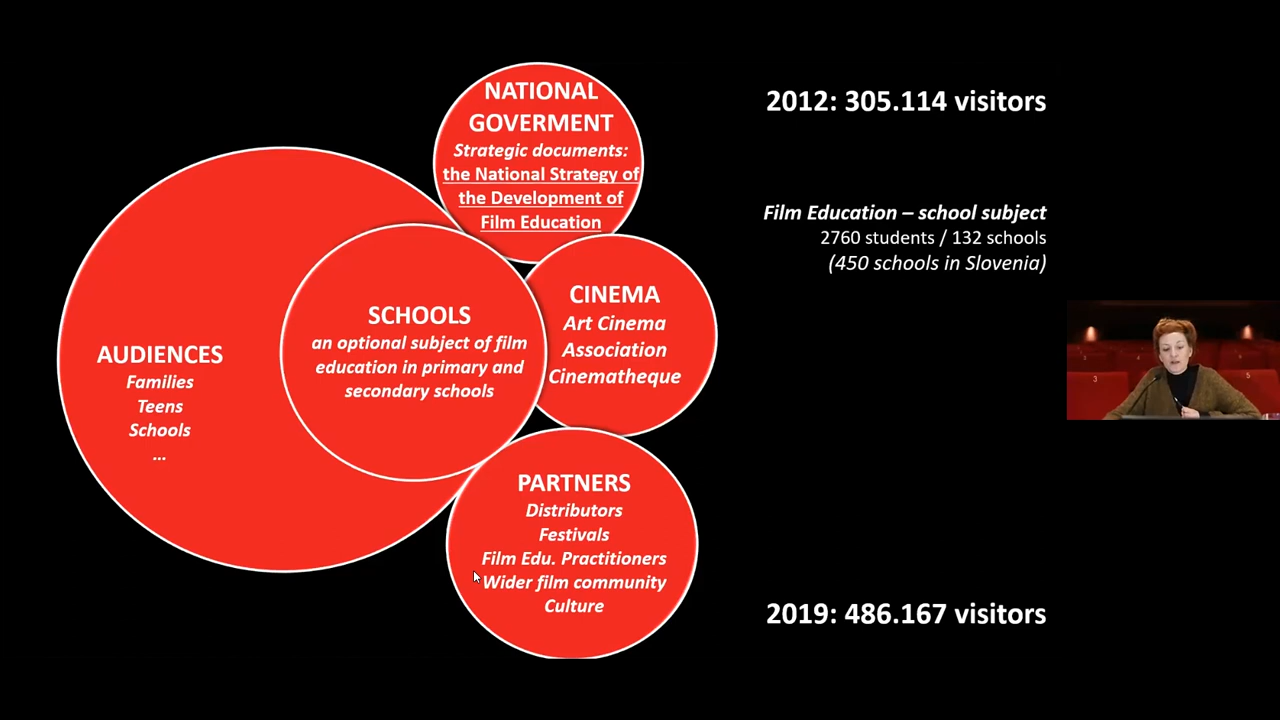 NATIONAL
GOVERMENT
Strategic documents:
the National Strategy of
the Development of
Film Education
CINEMA
Art Cinema
Association
Cinematheque
SCHOOLS
an optional subject of film
education in primary and
secondary schools
AUDIENCES
Families
Teens
Schools
...
PARTNERS
Distributors
Festivals
Film Edu. Practitioners
Wider film community
Culture
2012: 305.114 visitors
Film Education – school subject
2760 students / 132 schools
(450 schools in Slovenia)
2019: 486.167 visitors
3
5